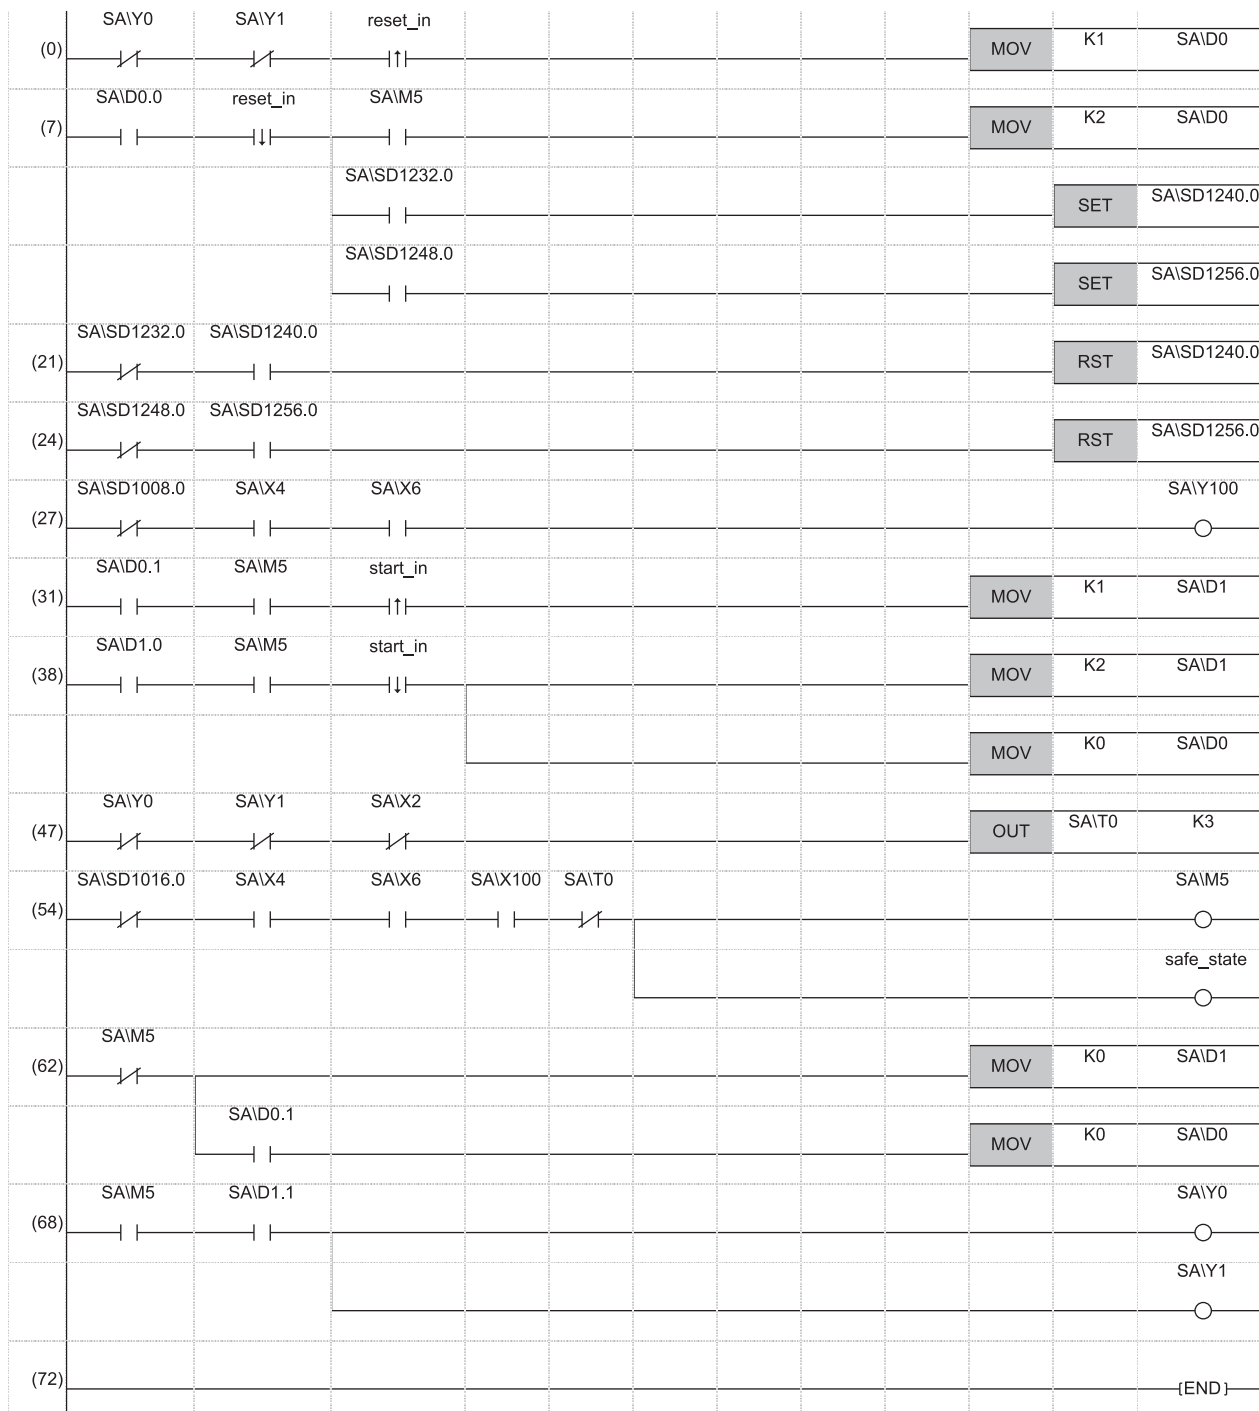 SA\Y0 SA\Y1 reset_in
(0) MOV K1 SA\D0
SA\D0.0 reset_in SA\M5
(7) MOV K2 SA\D0
SA\SD1232.0
SET SA\SD1240.0
SA\SD1248.0
SET SA\SD1256.0
SA\SD1232.0 SA\SD1240.0
(21) RST SA\SD1240.0
SA\SD1248.0 SA\SD1256.0
(24) RST SA\SD1256.0
SA\SD1008.0 SA\X4 SA\X6 SA\Y100
(27)
SA\D0.1 SA\M5 start_in
(31) MOV K1 SA\D1
SA\D1.0 SA\M5 start_in
(38) MOV K2 SA\D1
MOV K0 SA\D0
SA\Y0 SA\Y1 SA\X2
(47) OUT SA\T0 K3
SA\SD1016.0 SA\X4 SA\X6 SA\X100 SA\T0 SA\M5
(54)
safe_state
SA\M5
(62) MOV K0 SA\D1
SA\D0.1
MOV K0 SA\D0
SA\M5 SA\D1.1 SA\Y0
(68)
SA\Y1
(72) [END]